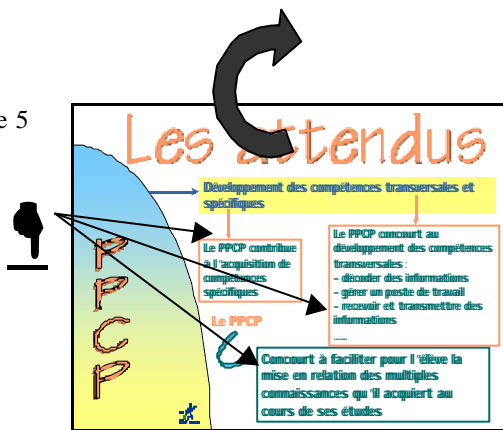 e 5
Les attendus
Développement des compétences transversales et
spécifiques
P
P
C
P
Le PPCP contribue
à l'acquisition de
compétences
spécifiques
Le PPCP concourt au
développement des compétences
transversales :
- décoder des informations
- gérer un poste de travail
- recevoir et transmettre des
informations
......
Le PPCP
Concourt à faciliter pour l'élève la
mise en relation des multiples
connaissances qu'il acquiert au
cours de ses études